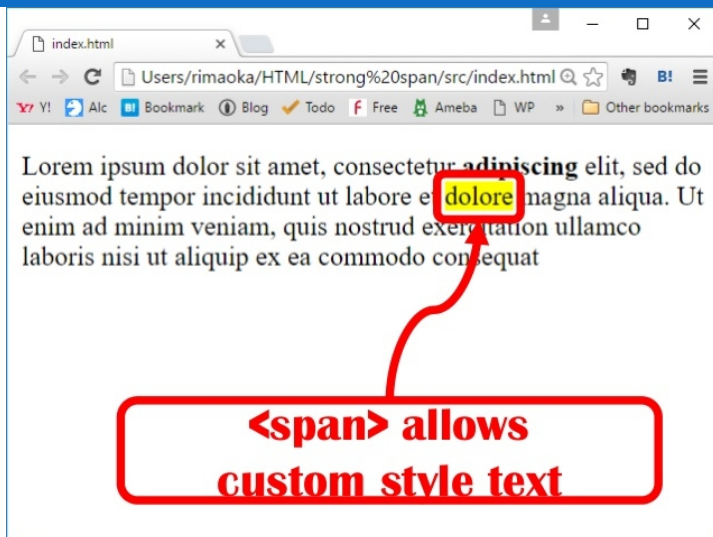 index.html
Users/rimaoka/HTML/strong%20span/src/index.html
Y! Y! Alc B! Bookmark Blog Todo F Free Ameba WP » Other bookmarks
B!
Lorem ipsum dolor sit amet, consectetur adipiscing elit, sed do
eiusmod tempor incididunt ut labore et dolore magna aliqua. Ut
enim ad minim veniam, quis nostrud exercitation ullamco
laboris nisi ut aliquip ex ea commodo consequat
<span> allows
custom style text